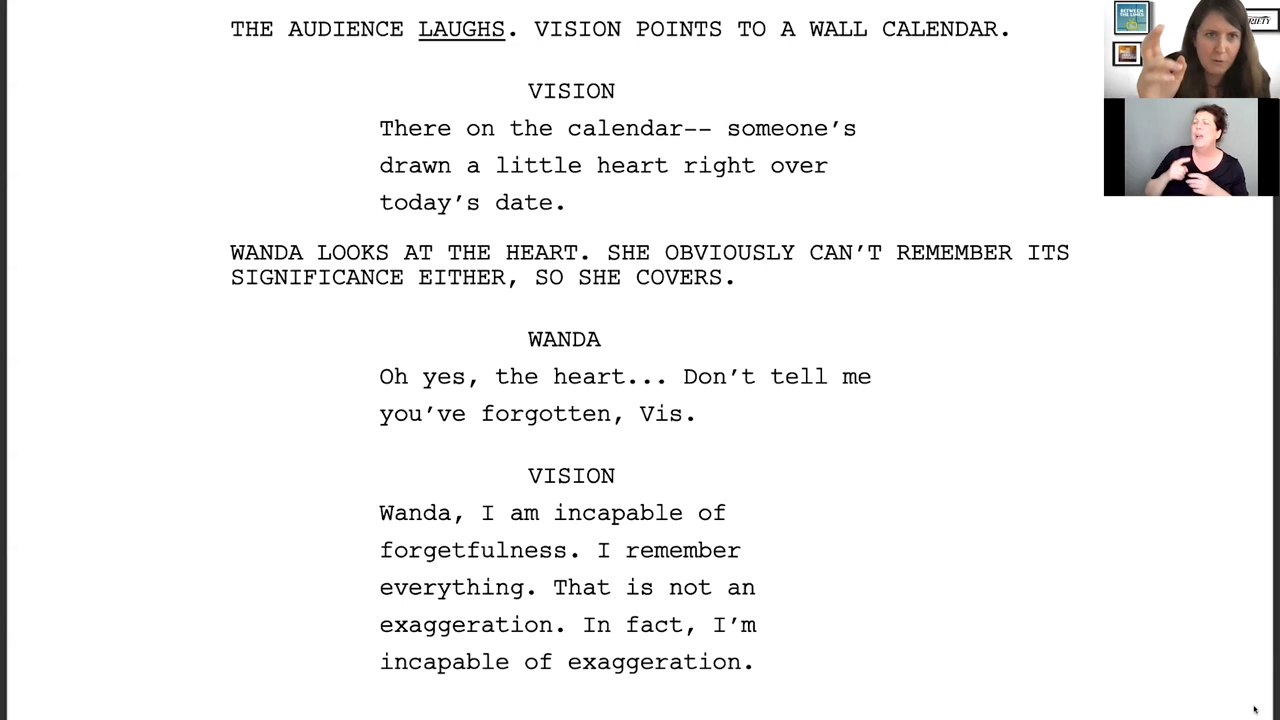 THE AUDIENCE LAUGHS. VISION POINTS TO A WALL CALENDAR.
VISION
There on the calendar-- someone’s
drawn a little heart right over
today’s date.
WANDA LOOKS AT THE HEART. SHE OBVIOUSLY CAN’T REMEMBER ITS
SIGNIFICANCE EITHER, SO SHE COVERS.
WANDA
Oh yes, the heart... Don’t tell me
you’ve forgotten, Vis.
VISION
Wanda, I am incapable of
forgetfulness. I remember
everything. That is not an
exaggeration. In fact, I’m
incapable of exaggeration.
BETWEEN
THE LINES